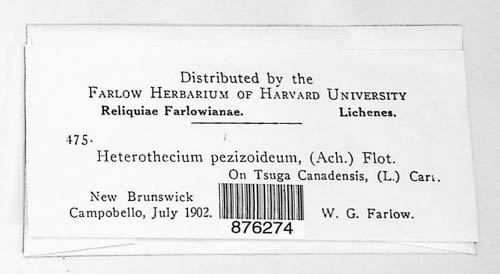 Distributed by the
FARLOW HERBARIUM OF HARVARD UNIVERSITY
Reliquiae Farlowianae. Lichenes.
475.
Heterothecium pezizoideum, (Ach.) Flot.
On Tsuga Canadensis, (L.) Carr.
New Brunswick
Campobello, July 1902. W. G. Farlow.
876274